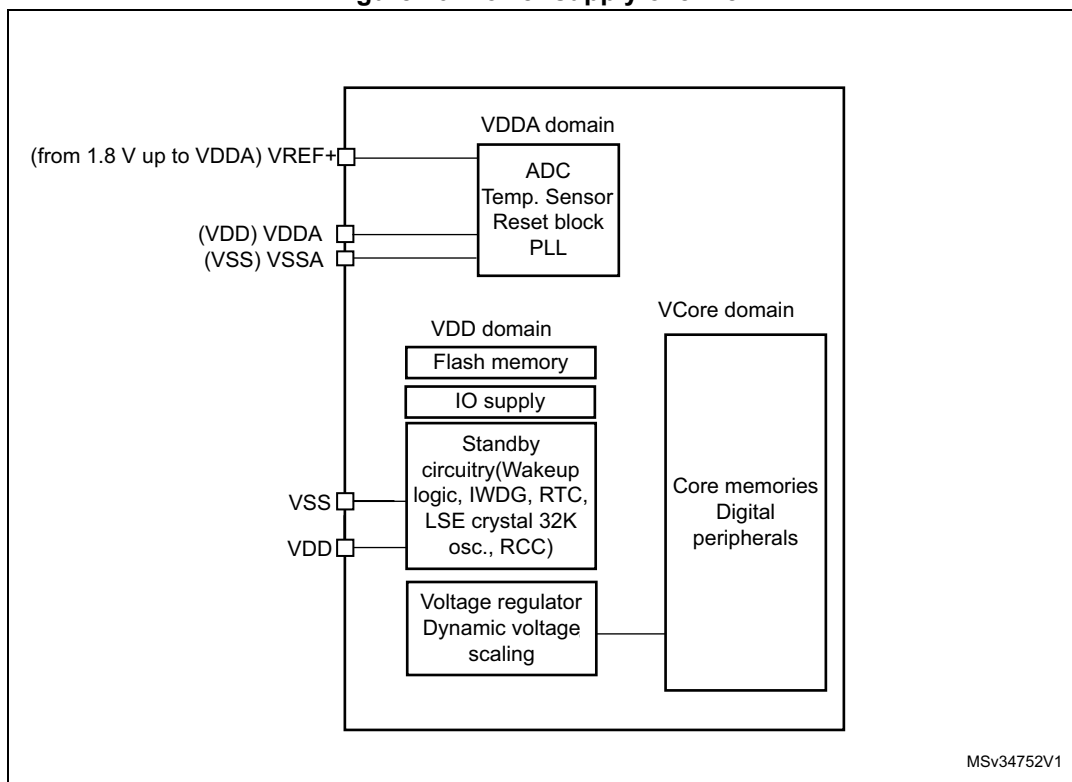 VDDA domain
(from 1.8 V up to VDDA) VREF+
ADC
Temp. Sensor
Reset block
PLL
(VDD) VDDA
(VSS) VSSA
VCore domain
VDD domain
Flash memory
IO supply
Standby
circuitry(Wakeup
logic, IWDG, RTC,
LSE crystal 32K
osc., RCC)
VSS
VDD
Core memories
Digital
peripherals
Voltage regulator
Dynamic voltage
scaling
MSv34752V1